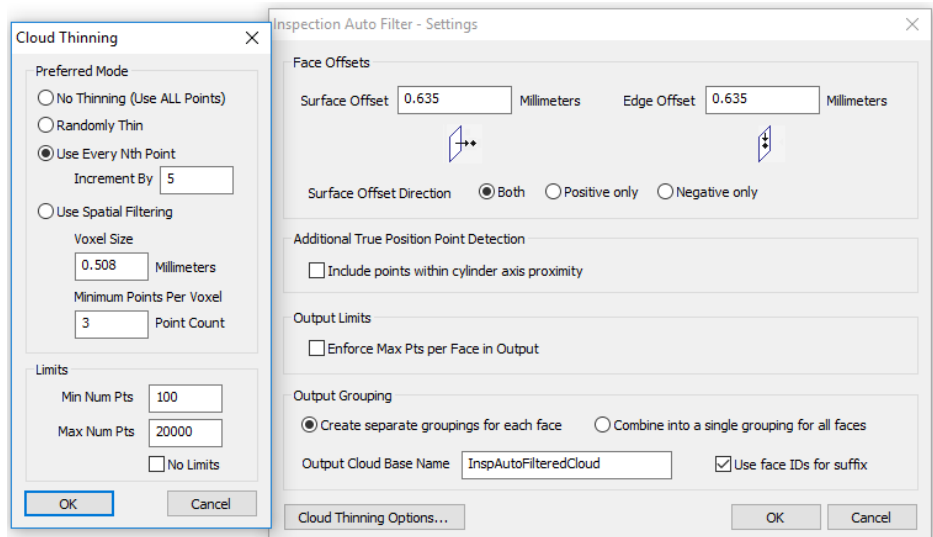 Cloud Thinning
Preferred Mode
No Thinning (Use ALL Points)
Randomly Thin
Use Every Nth Point
Increment By 5
Use Spatial Filtering
Voxel Size
0.508 Millimeters
Minimum Points Per Voxel
3 Point Count
Limits
Min Num Pts 100
Max Num Pts 20000
No Limits
OK Cancel
Inspection Auto Filter - Settings
Face Offsets
Surface Offset 0.635 Millimeters Edge Offset 0.635 Millimeters
Surface Offset Direction Both Positive only Negative only
Additional True Position Point Detection
Include points within cylinder axis proximity
Output Limits
Enforce Max Pts per Face in Output
Output Grouping
Create separate groupings for each face Combine into a single grouping for all faces
Output Cloud Base Name InspAutoFilteredCloud Use face IDs for suffix
Cloud Thinning Options... OK Cancel